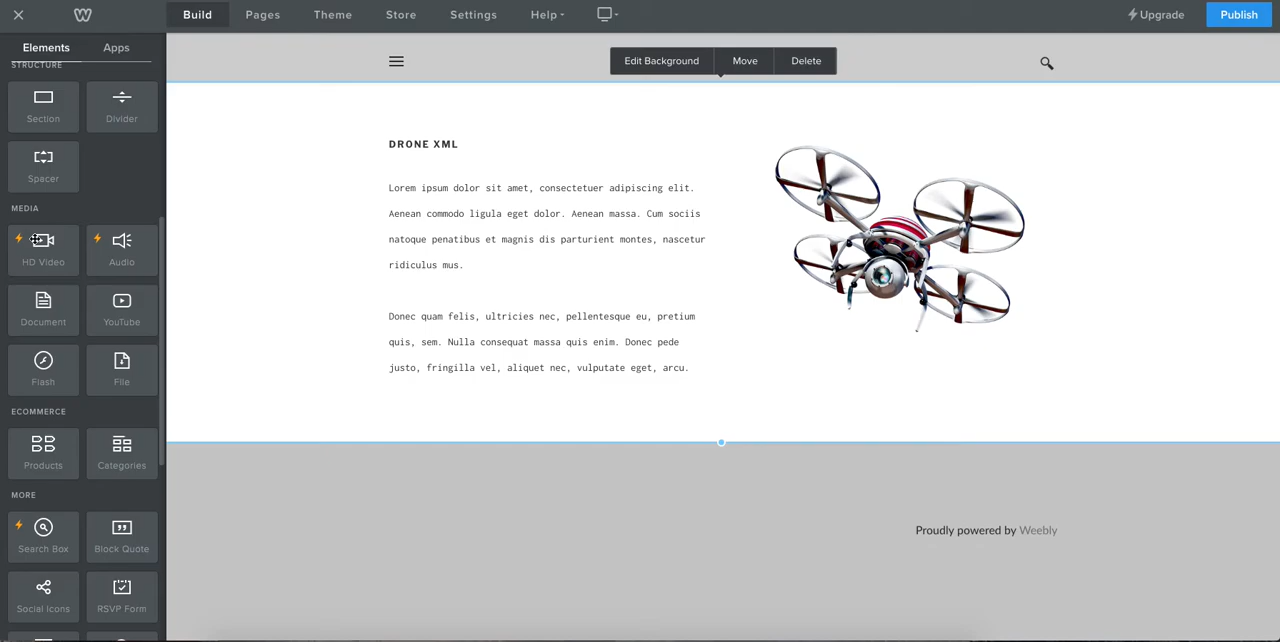 Build Pages Theme Store Settings Help Upgrade Publish
Elements Apps
STRUCTURE
Section Divider
Spacer
MEDIA
HD Video Audio
Document YouTube
Flash File
ECOMMERCE
Products Categories
MORE
Search Box Block Quote
Social Icons RSVP Form
Edit Background Move Delete
DRONE XML
Lorem ipsum dolor sit amet, consectetuer adipiscing elit.
Aenean commodo ligula eget dolor. Aenean massa. Cum sociis
natoque penatibus et magnis dis parturient montes, nascetur
ridiculus mus.
Donec quam felis, ultricies nec, pellentesque eu, pretium
quis, sem. Nulla consequat massa quis enim. Donec pede
justo, fringilla vel, aliquet nec, vulputate eget, arcu.
Proudly powered by Weebly